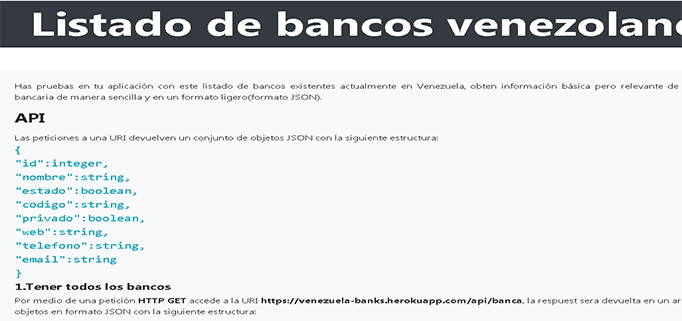 Listado de bancos venezolano
Has pruebas en tu aplicación con este listado de bancos existentes actualmente en Venezuela, obten información básica pero relevante de
bancaria de manera sencilla y en un formato ligero(formato JSON).
API
Las peticiones a una URI devuelven un conjunto de objetos JSON con la siguiente estructura:
{
"id":integer,
"nombre":string,
"estado":boolean,
"codigo":string,
"privado":boolean,
"web":string,
"telefono":string,
"email":string
}
1.Tener todos los bancos
Por medio de una petición HTTP GET accede a la URI https://venezuela-banks.herokuapp.com/api/banca, la respuest sera devuelta en un ar
objetos en formato JSON con la siguiente estructura: